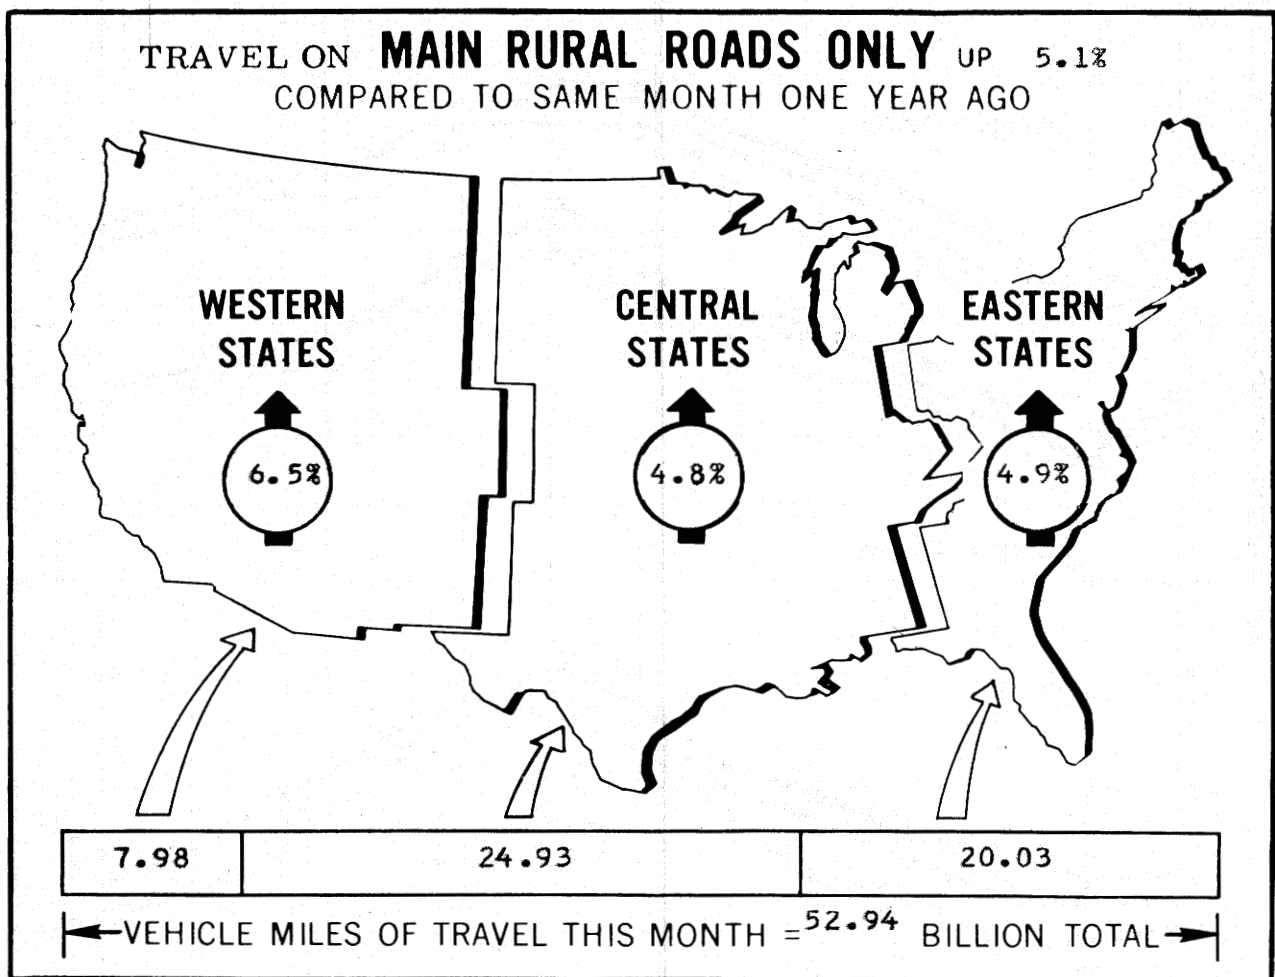 TRAVEL ON MAIN RURAL ROADS ONLY UP 5.1%
COMPARED TO SAME MONTH ONE YEAR AGO
WESTERN
STATES
6.5%
CENTRAL
STATES
4.8%
EASTERN
STATES
4.9%
7.98 24.93 20.03
VEHICLE MILES OF TRAVEL THIS MONTH = 52.94 BILLION TOTAL